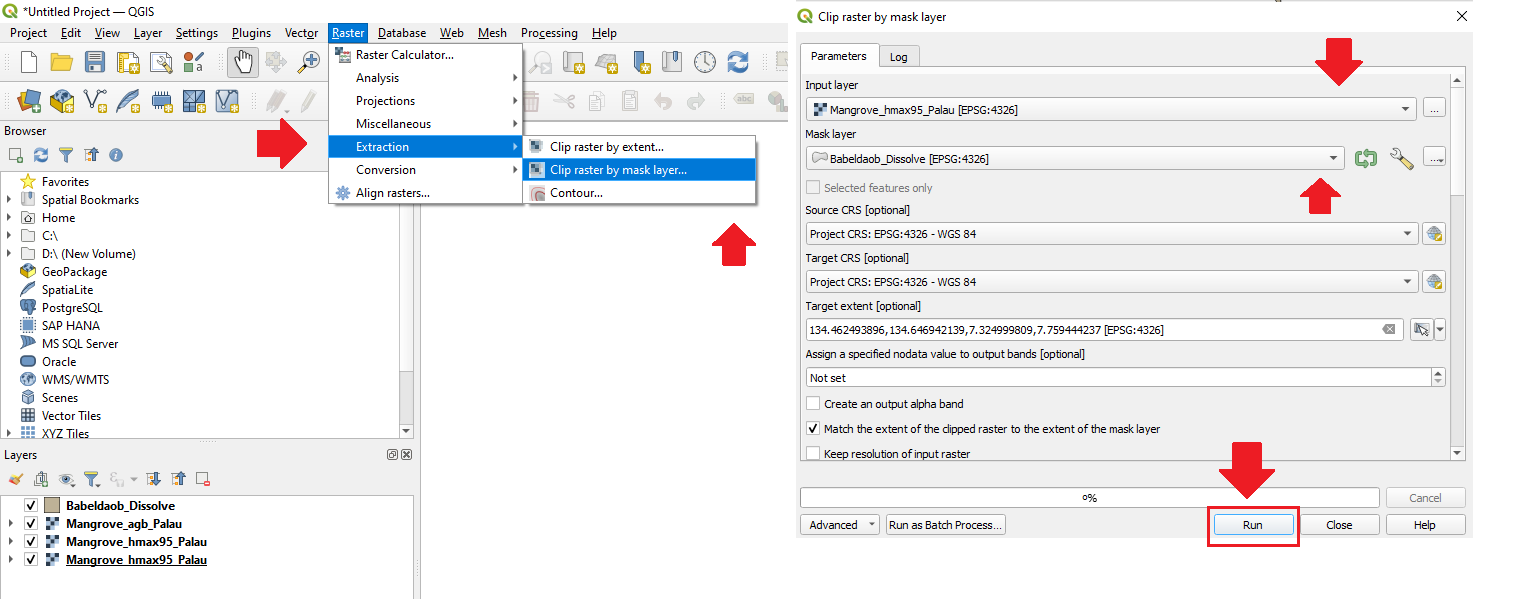 *Untitled Project — QGIS
Project Edit View Layer Settings Plugins Vector Raster Database Web Mesh Processing Help
Raster Calculator...
Analysis
Projections
Miscellaneous
Extraction
Conversion
Align rasters...
Clip raster by extent...
Clip raster by mask layer...
Contour...
abc
Browser
Favorites
Spatial Bookmarks
Home
C:\
D:\ (New Volume)
GeoPackage
SpatiaLite
PostgreSQL
SAP HANA
MS SQL Server
Oracle
WMS/WMTS
Scenes
Vector Tiles
XYZ Tiles
Layers
Babeldaob_Dissolve
Mangrove_agb_Palau
Mangrove_hmax95_Palau
Mangrove_hmax95_Palau
Clip raster by mask layer
Parameters Log
Input layer
Mangrove_hmax95_Palau [EPSG:4326]
...
Mask layer
Babeldaob_Dissolve [EPSG:4326]
...
Selected features only
Source CRS [optional]
Project CRS: EPSG:4326 - WGS 84
Target CRS [optional]
Project CRS: EPSG:4326 - WGS 84
Target extent [optional]
134.462493896,134.646942139,7.324999809,7.759444237 [EPSG:4326]
Assign a specified nodata value to output bands [optional]
Not set
Create an output alpha band
Match the extent of the clipped raster to the extent of the mask layer
Keep resolution of input raster
0%
Cancel
Advanced Run as Batch Process... Run Close Help